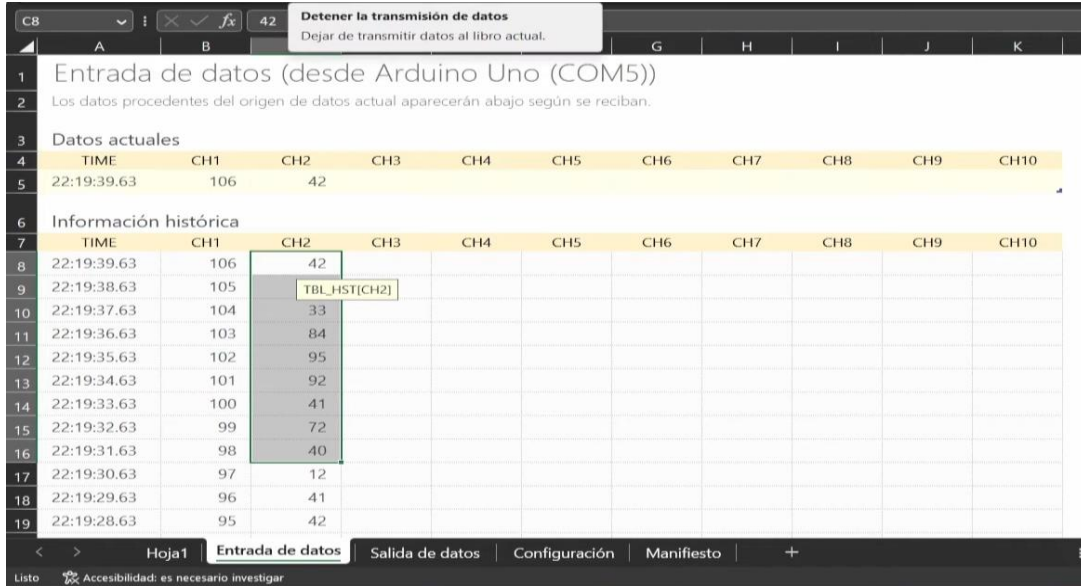 C8 fx 42
Detener la transmisión de datos
Dejar de transmitir datos al libro actual.
A B G H I J K
1 Entrada de datos (desde Arduino Uno (COM5))
2 Los datos procedentes del origen de datos actual aparecerán abajo según se reciban.
3 Datos actuales
4 TIME CH1 CH2 CH3 CH4 CH5 CH6 CH7 CH8 CH9 CH10
5 22:19:39.63 106 42
6 Información histórica
7 TIME CH1 CH2 CH3 CH4 CH5 CH6 CH7 CH8 CH9 CH10
8 22:19:39.63 106 42
9 22:19:38.63 105 TBL_HST[CH2]
10 22:19:37.63 104 33
11 22:19:36.63 103 84
12 22:19:35.63 102 95
13 22:19:34.63 101 92
14 22:19:33.63 100 41
15 22:19:32.63 99 72
16 22:19:31.63 98 40
17 22:19:30.63 97 12
18 22:19:29.63 96 41
19 22:19:28.63 95 42
Hoja1 Entrada de datos Salida de datos Configuración Manifiesto +
Listo Accesibilidad: es necesario investigar